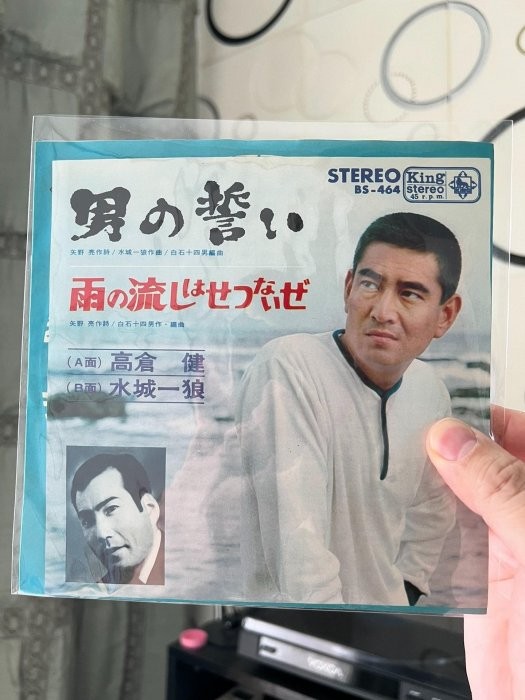 STEREO
BS-464
King
stereo
45 r.p.m.
男の誓い
矢野 亮作詩/水城一狼作曲/白石十四男編曲
雨の流しはせつないぜ
矢野 亮作詩/白石十四男作・編曲
(A面) 高倉 健
(B面) 水城一狼